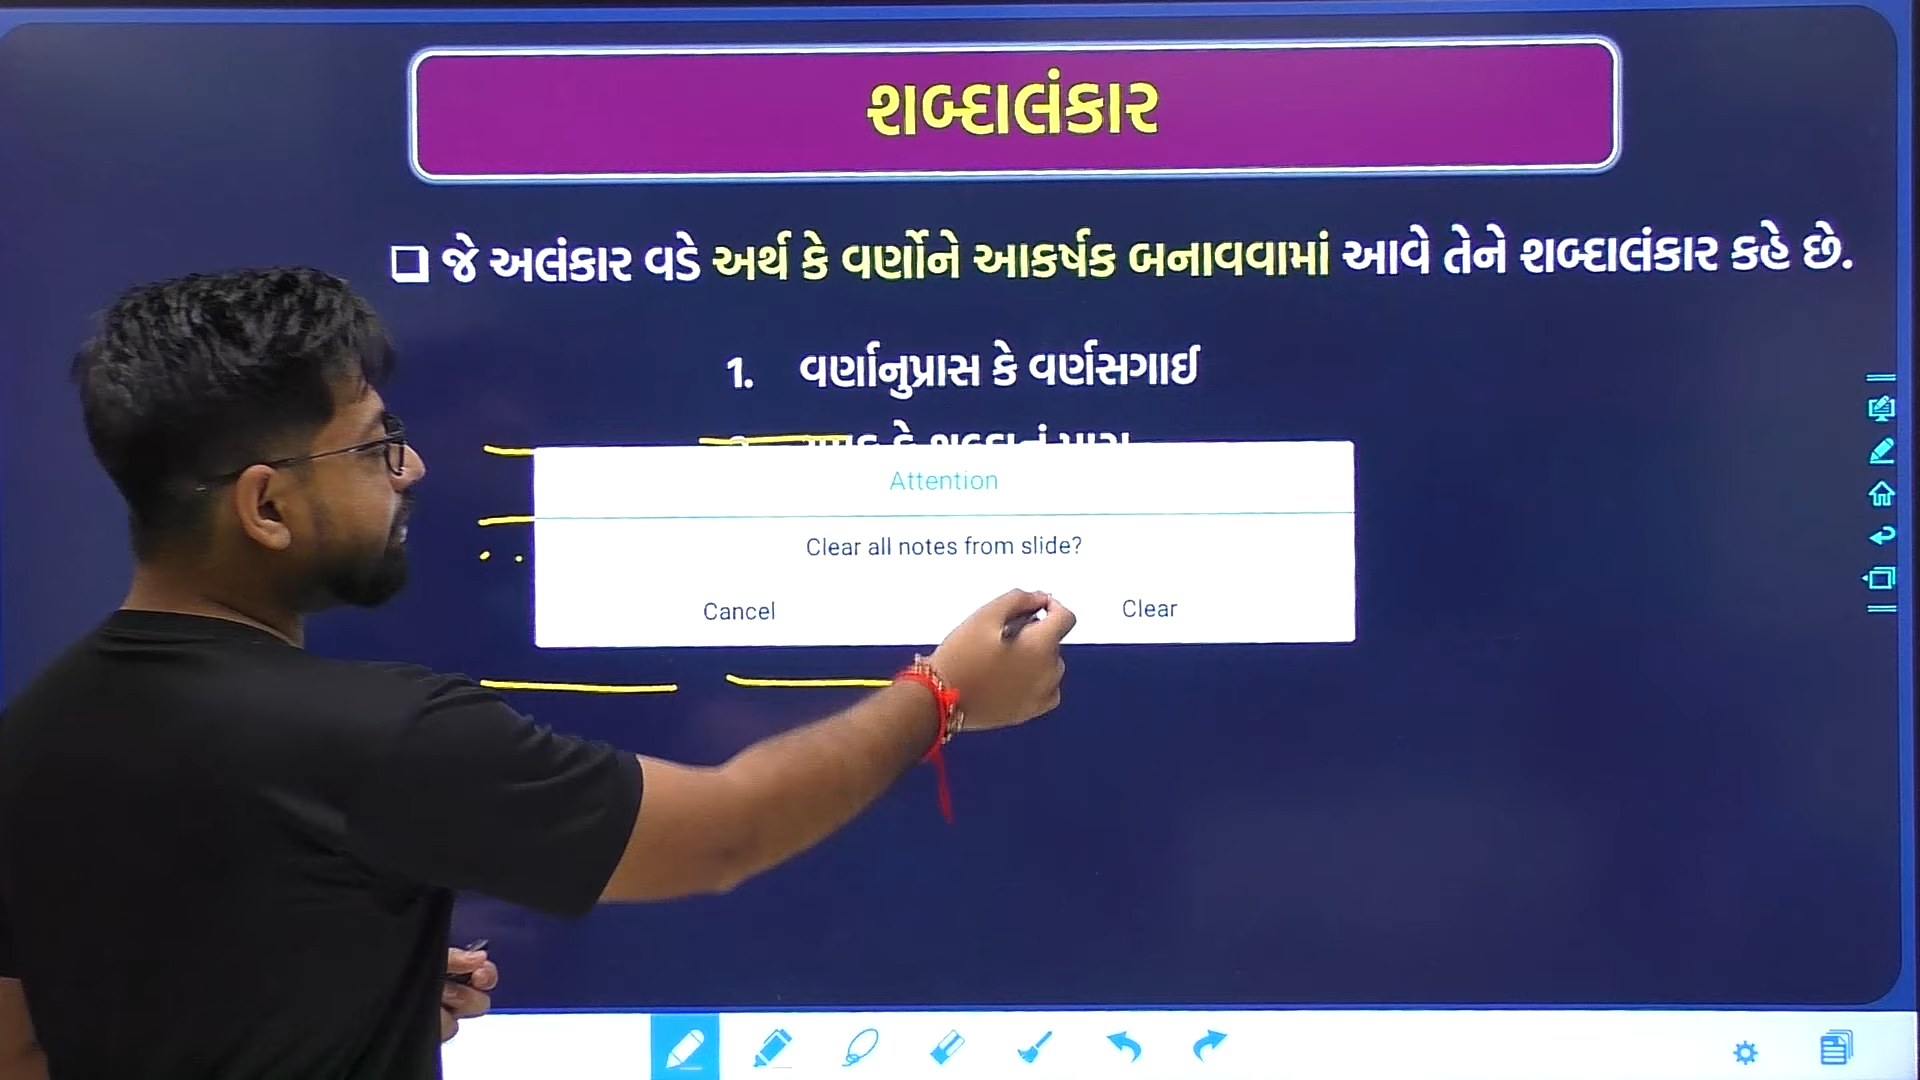 શબ્દાલંકાર
જે અલંકાર વડે અર્થ કે વર્ણોને આકર્ષક બનાવવામાં આવે તેને શબ્દાલંકાર કહે છે.
1. વર્ણાનુપ્રાસ કે વર્ણસગાઈ
Attention
Clear all notes from slide?
Cancel
Clear